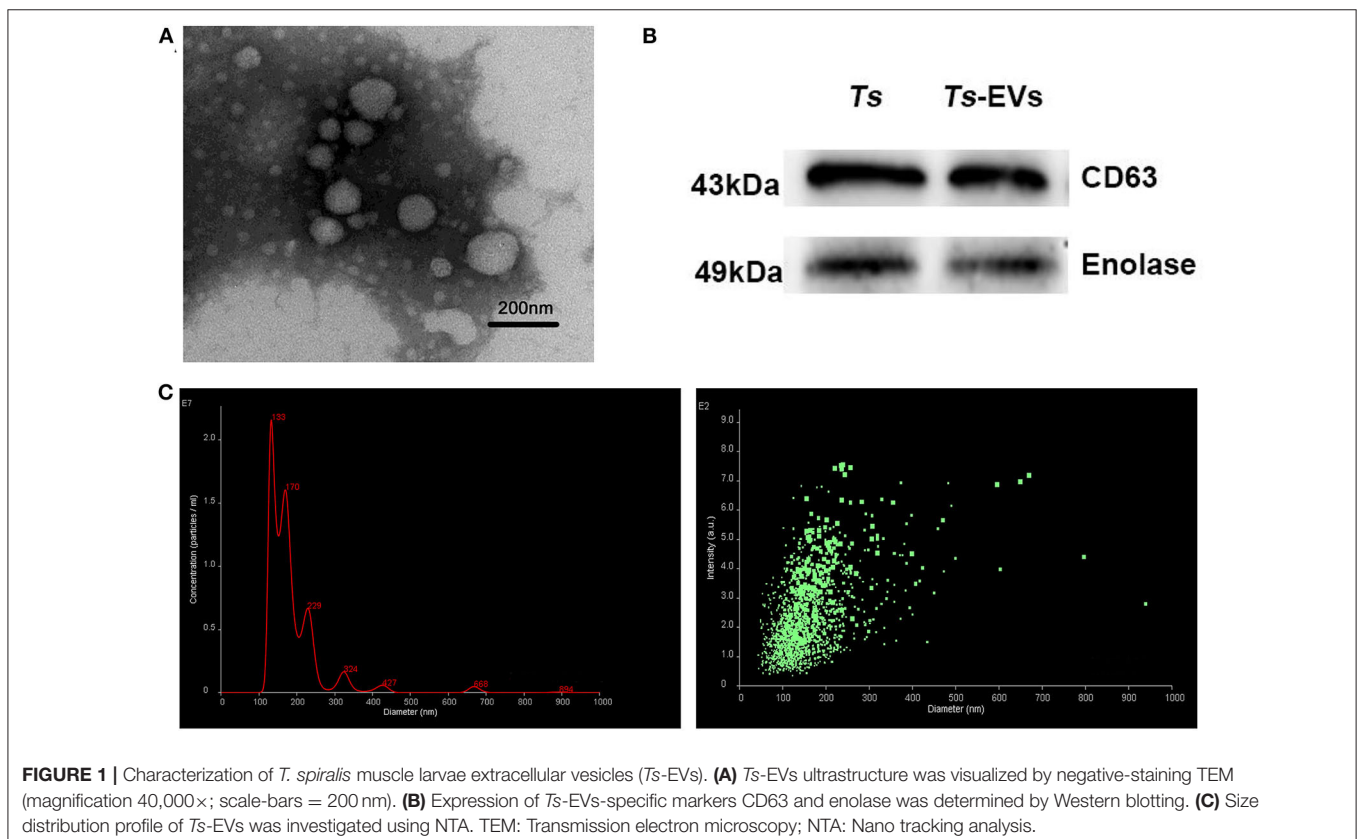 A
200nm
B
Ts Ts-EVs
43kDa CD63
49kDa Enolase
C
E7
Concentration (particles / ml)
2.0
1.5
1.0
0.5
0
133
170
229
324
427
668
894
0 100 200 300 400 500 600 700 800 900 1000
Diameter (nm)
E2
Intensity (a.u.)
9.0
8.0
7.0
6.0
5.0
4.0
3.0
2.0
1.0
0
0 100 200 300 400 500 600 700 800 900 1000
Diameter (nm)
FIGURE 1 | Characterization of T. spiralis muscle larvae extracellular vesicles (Ts-EVs). (A) Ts-EVs ultrastructure was visualized by negative-staining TEM
(magnification 40,000×; scale-bars = 200 nm). (B) Expression of Ts-EVs-specific markers CD63 and enolase was determined by Western blotting. (C) Size
distribution profile of Ts-EVs was investigated using NTA. TEM: Transmission electron microscopy; NTA: Nano tracking analysis.